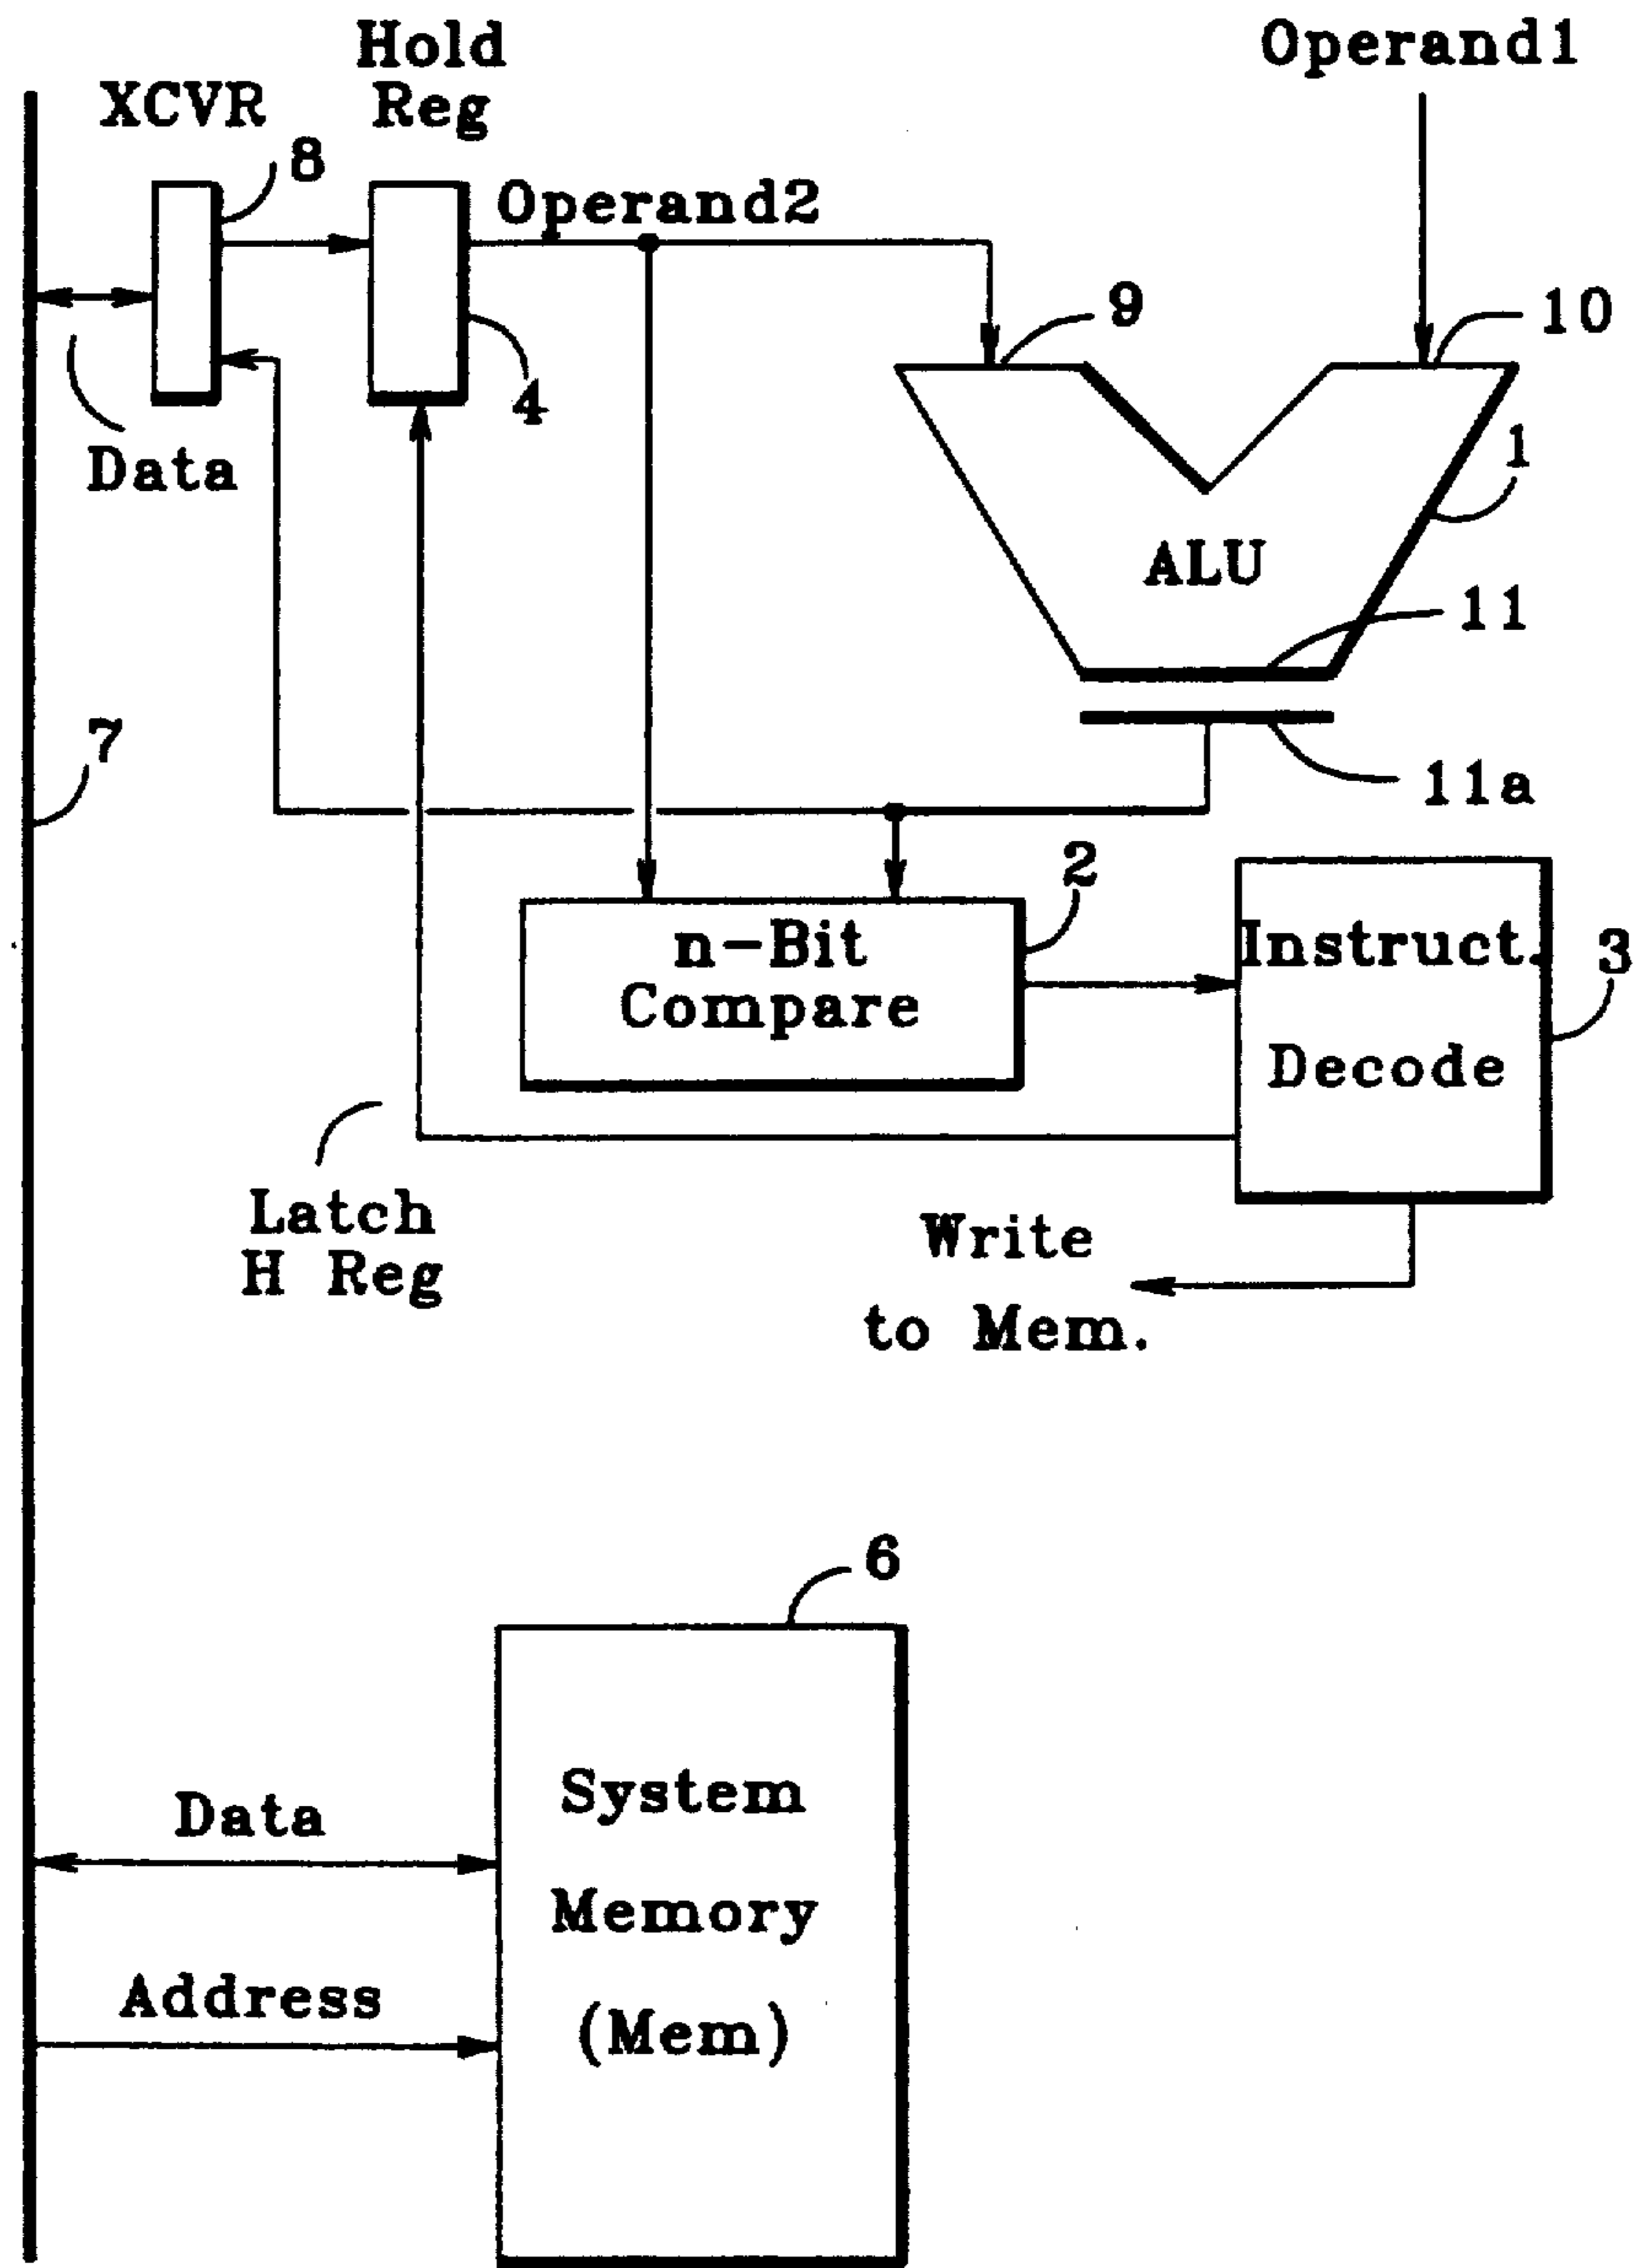 Hold
Reg
XCVR
8
Operand1
Operand2
9
10
4
Data
1
ALU
11
7
11a
2
n-Bit
Compare
Instruct.
Decode
3
Latch
H Reg
Write
to Mem.
6
System
Memory
(Mem)
Data
Address